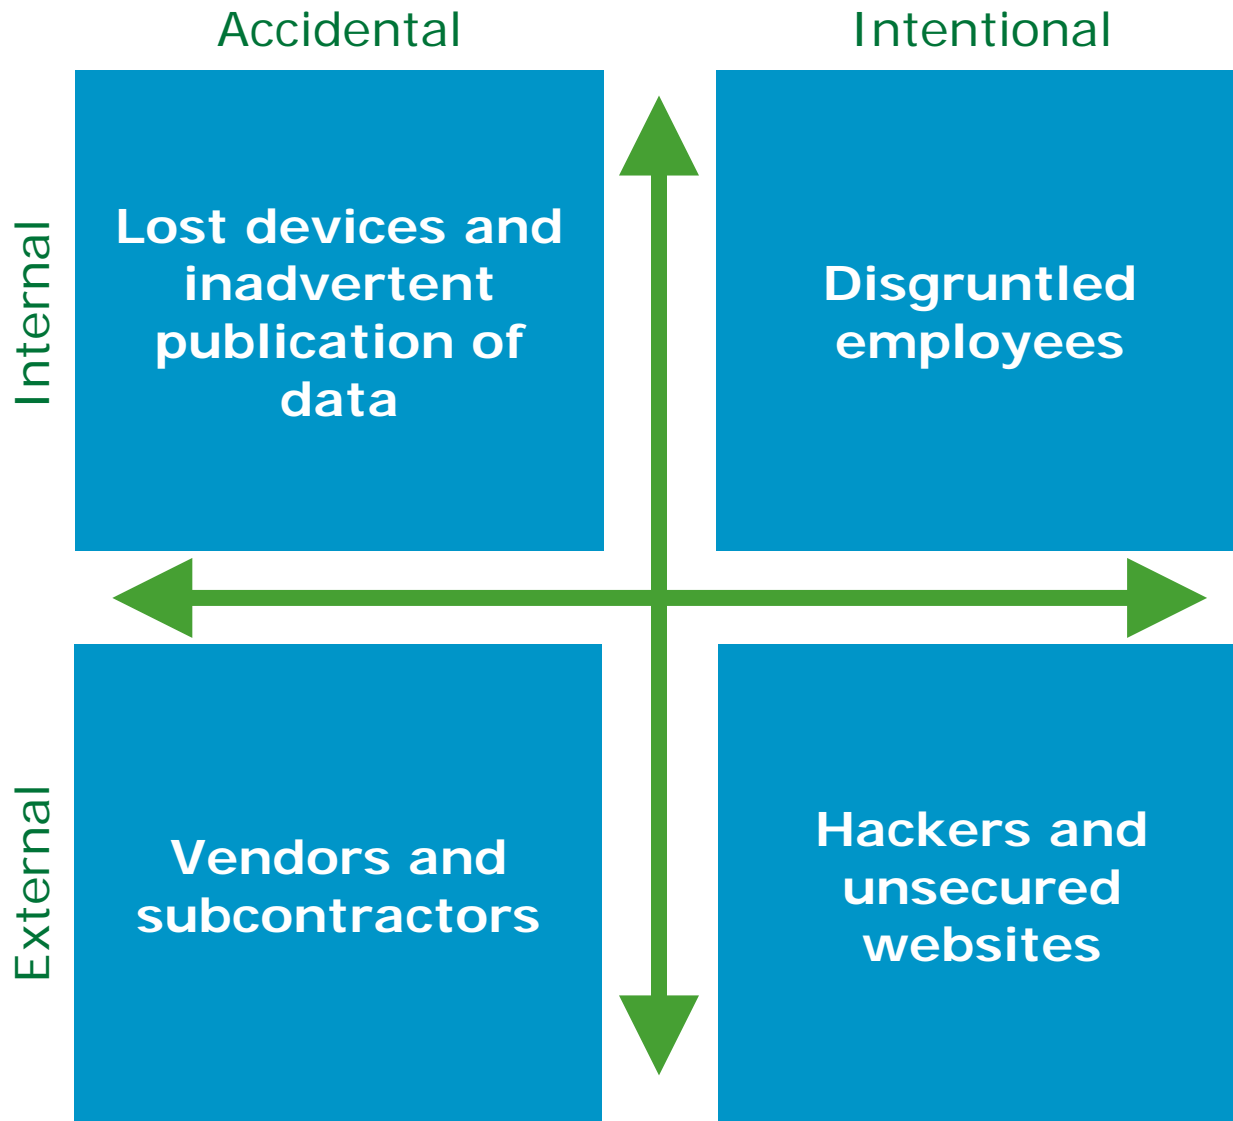 Accidental
Intentional
Internal
Lost devices and
inadvertent
publication of
data
Disgruntled
employees
External
Vendors and
subcontractors
Hackers and
unsecured
websites